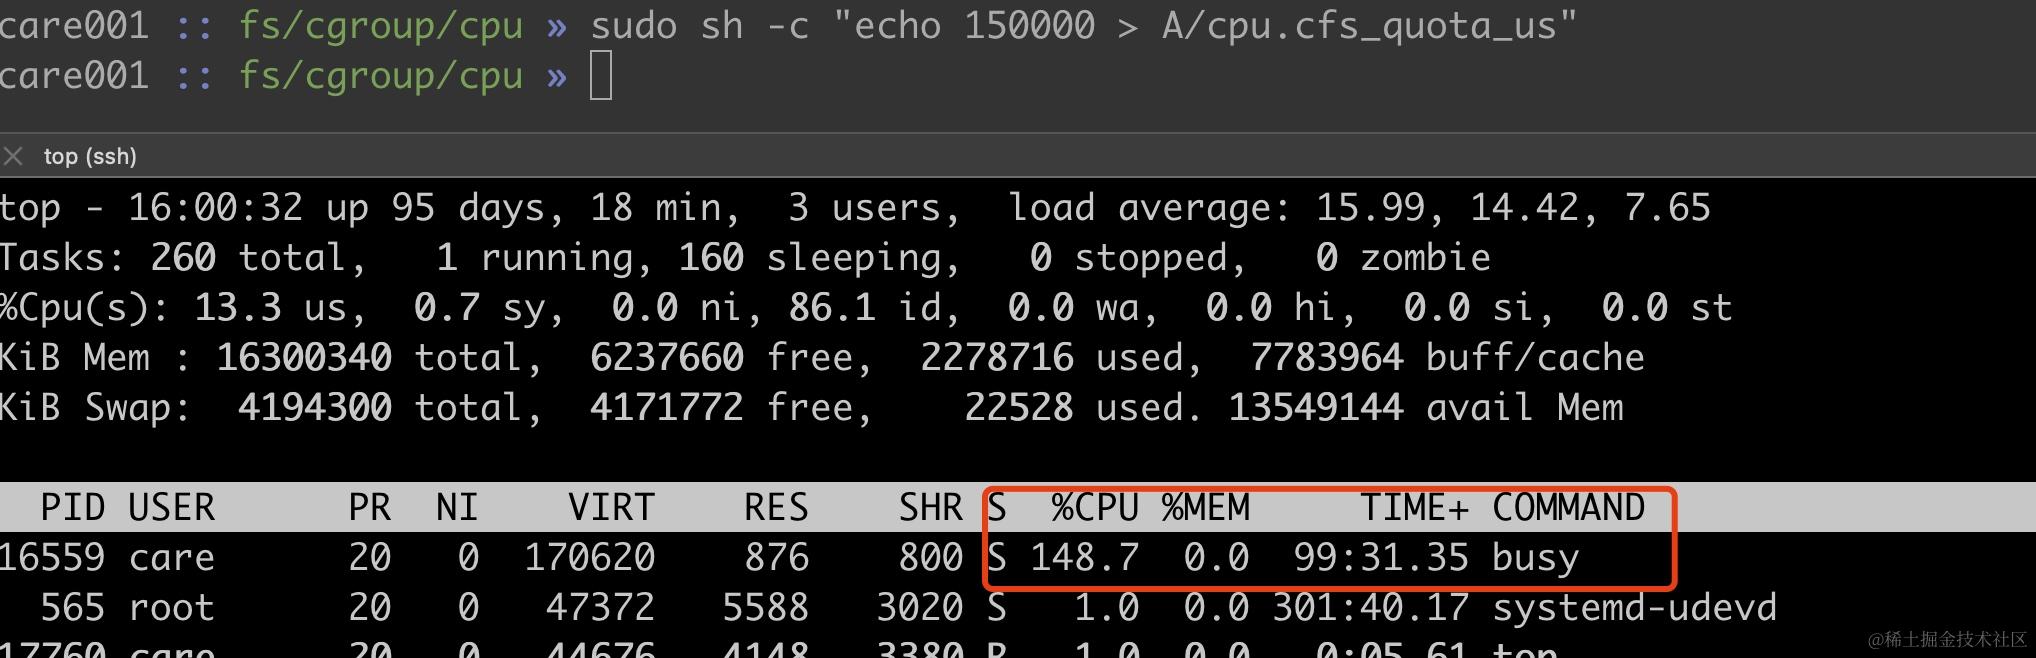 care001 :: fs/cgroup/cpu » sudo sh -c "echo 150000 > A/cpu.cfs_quota_us"
care001 :: fs/cgroup/cpu »
top (ssh)
top - 16:00:32 up 95 days, 18 min,  3 users,  load average: 15.99, 14.42, 7.65
Tasks: 260 total,   1 running, 160 sleeping,   0 stopped,   0 zombie
%Cpu(s): 13.3 us,  0.7 sy,  0.0 ni, 86.1 id,  0.0 wa,  0.0 hi,  0.0 si,  0.0 st
KiB Mem : 16300340 total,  6237660 free,  2278716 used,  7783964 buff/cache
KiB Swap:  4194300 total,  4171772 free,    22528 used. 13549144 avail Mem
PID USER      PR  NI    VIRT    RES    SHR S  %CPU %MEM     TIME+ COMMAND
16559 care      20   0  170620    876    800 S 148.7  0.0  99:31.35 busy
565 root      20   0   47372   5588   3020 S   1.0  0.0 301:40.17 systemd-udevd
17760 care      20   0   44676   4148   3380 R   1.0  0.0   0:05.61 top
@稀土掘金技术社区